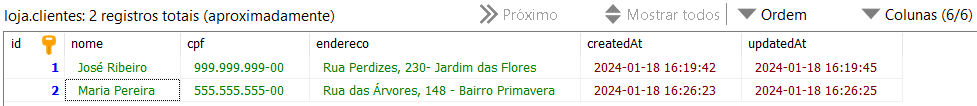 loja.clientes: 2 registros totais (aproximadamente) Próximo Mostrar todos Ordem Colunas (6/6)
id nome cpf endereco createdAt updatedAt
1 José Ribeiro 999.999.999-00 Rua Perdizes, 230- Jardim das Flores 2024-01-18 16:19:42 2024-01-18 16:19:45
2 Maria Pereira 555.555.555-00 Rua das Árvores, 148 - Bairro Primavera 2024-01-18 16:26:23 2024-01-18 16:26:25